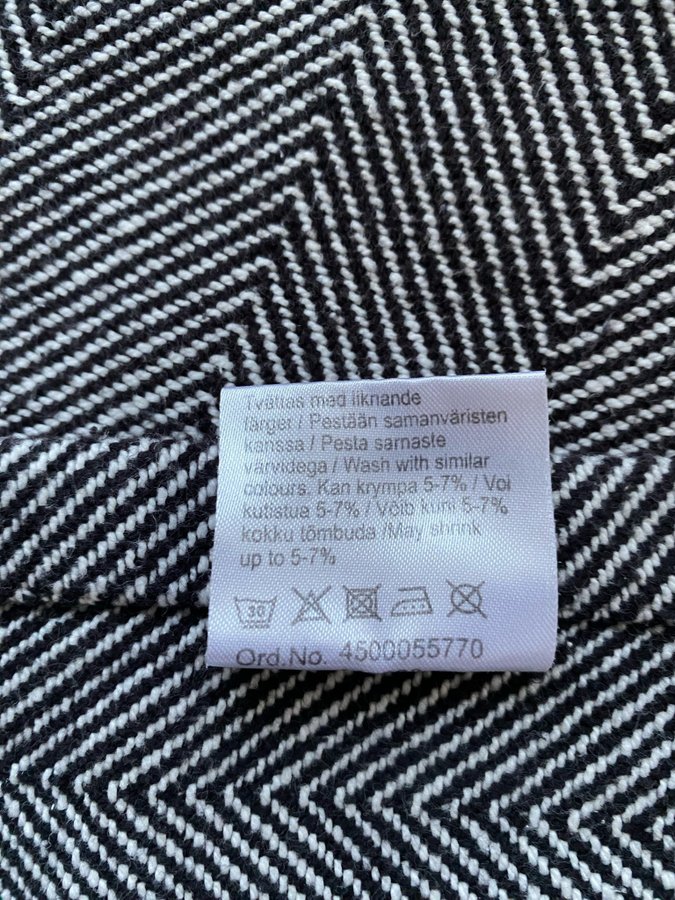 Tvättas med liknande
färger / Pestään samanväristen
kanssa / Pesta sarnaste
värvidega / Wash with similar
colours. Kan krympa 5-7% / Voi
kutistua 5-7% / Võib kuni 5-7%
kokku tõmbuda /May shrink
up to 5-7%
30
Ord.No. 4500055770